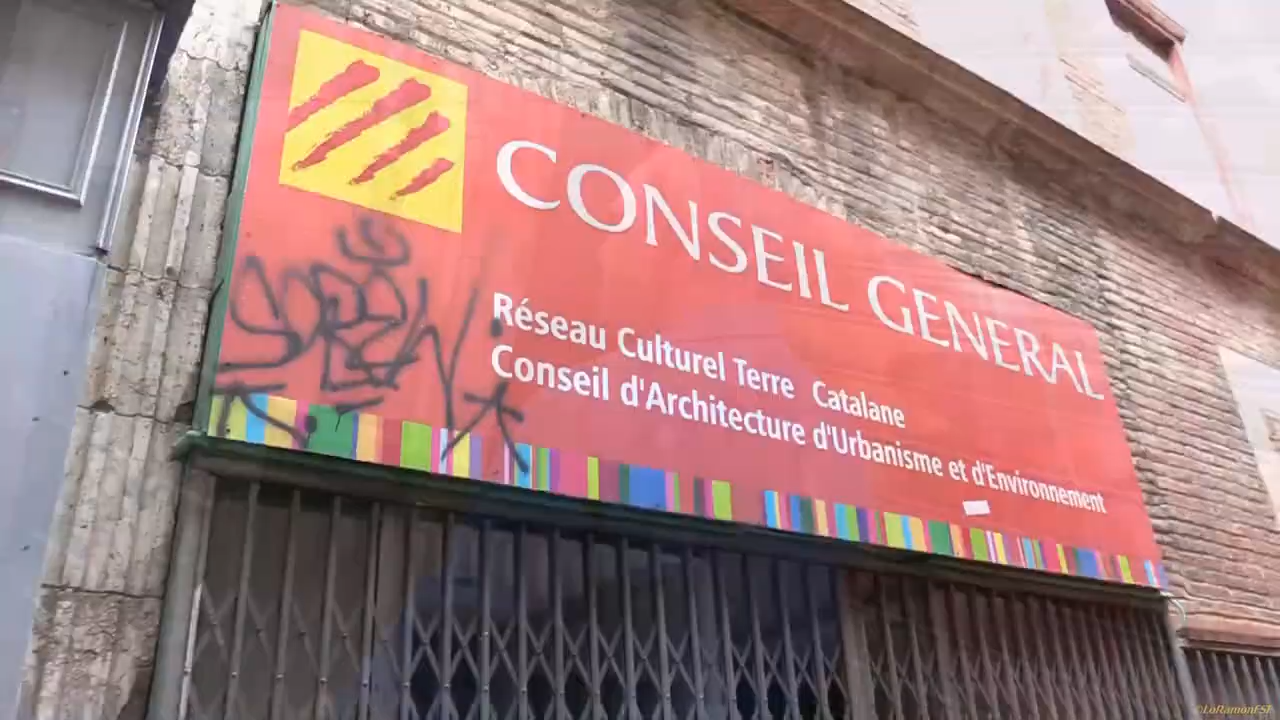 CONSEIL GENERAL
Réseau Culturel Terre Catalane
Conseil d'Architecture d'Urbanisme et d'Environnement